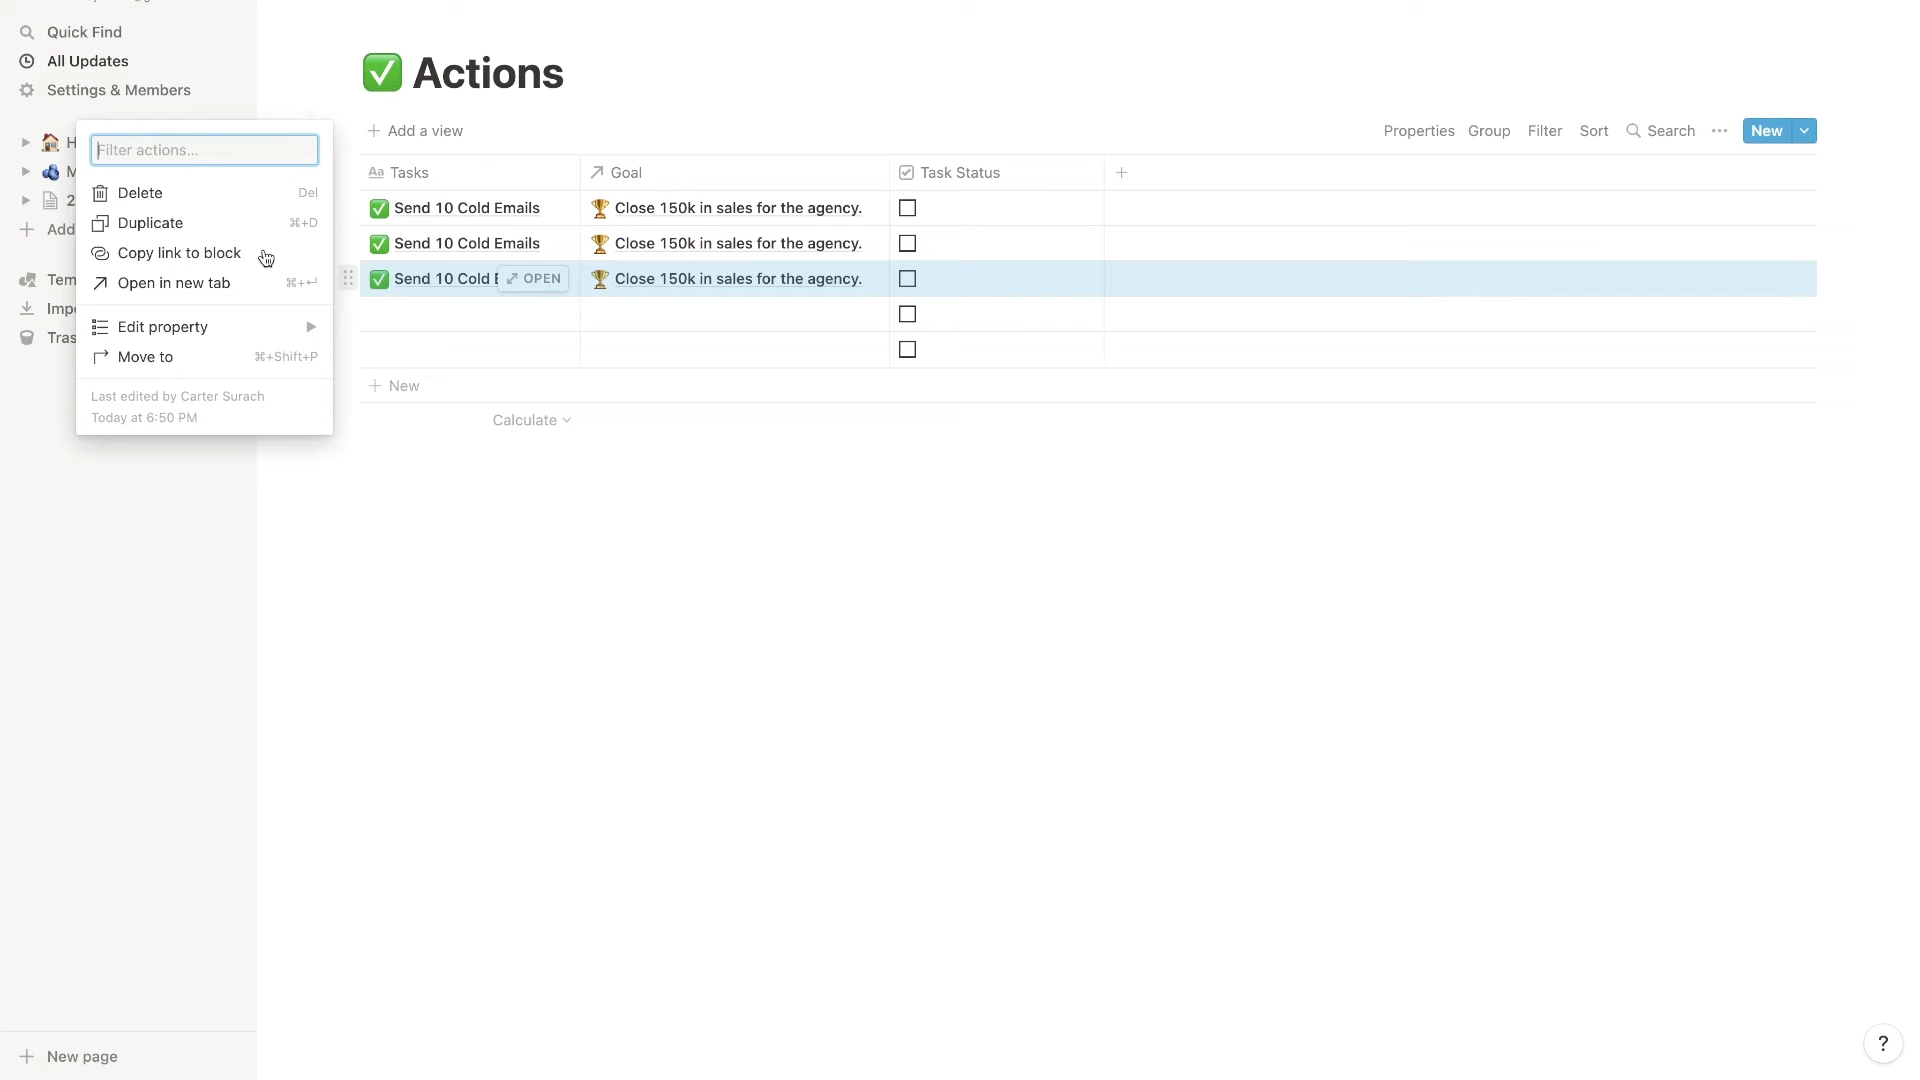 Quick Find
All Updates
Settings & Members
H
M
2
Add
Tem
Impo
Tras
New page
Filter actions...
Delete Del
Duplicate ⌘+D
Copy link to block
Open in new tab ⌘+↵
Edit property
Move to ⌘+Shift+P
Last edited by Carter Surach
Today at 6:50 PM
Actions
Add a view
Properties Group Filter Sort Search ··· New
Aa Tasks Goal Task Status +
Send 10 Cold Emails Close 150k in sales for the agency.
Send 10 Cold Emails Close 150k in sales for the agency.
Send 10 Cold E OPEN Close 150k in sales for the agency.
+ New
Calculate
?